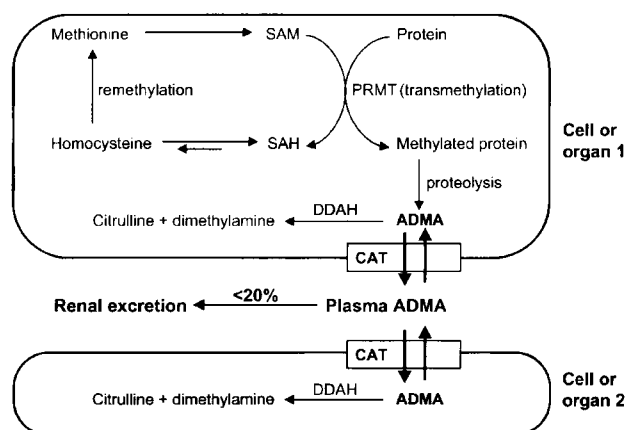 Methionine SAM Protein
remethylation PRMT (transmethylation)
Homocysteine SAH Methylated protein
Cell or
organ 1
proteolysis
Citrulline + dimethylamine DDAH ADMA
CAT
Renal excretion <20% Plasma ADMA
CAT
Citrulline + dimethylamine DDAH ADMA
Cell or
organ 2